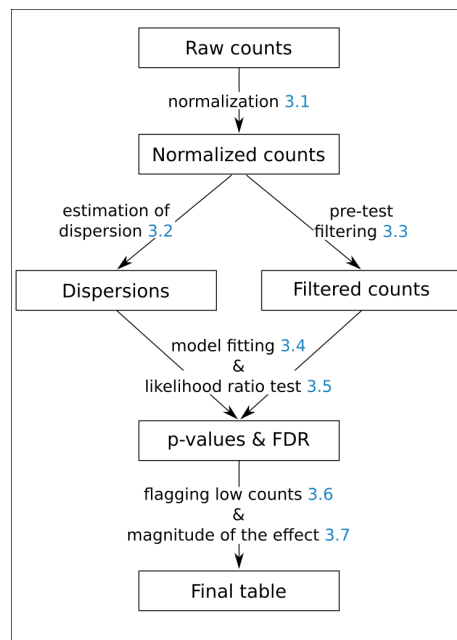 Raw counts
normalization 3.1
Normalized counts
estimation of
dispersion 3.2
pre-test
filtering 3.3
Dispersions
Filtered counts
model fitting 3.4
&
likelihood ratio test 3.5
p-values & FDR
flagging low counts 3.6
&
magnitude of the effect 3.7
Final table